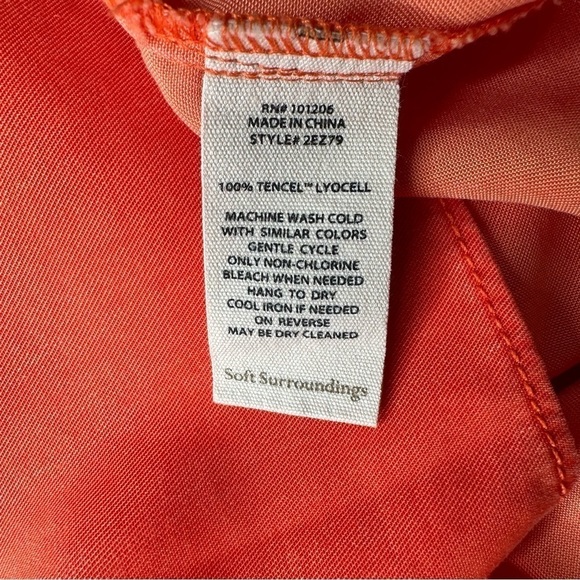 RN# 101206
MADE IN CHINA
STYLE# 2EZ79
100% TENCEL™ LYOCELL
MACHINE WASH COLD
WITH SIMILAR COLORS
GENTLE CYCLE
ONLY NON-CHLORINE
BLEACH WHEN NEEDED
HANG TO DRY
COOL IRON IF NEEDED
ON REVERSE
MAY BE DRY CLEANED
Soft Surroundings